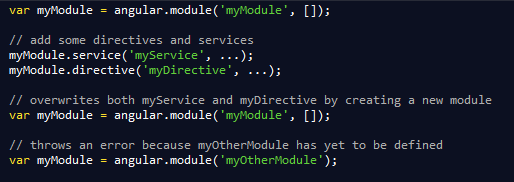 var myModule = angular.module('myModule', []);
// add some directives and services
myModule.service('myService', ...);
myModule.directive('myDirective', ...);
// overwrites both myService and myDirective by creating a new module
var myModule = angular.module('myModule', []);
// throws an error because myOtherModule has yet to be defined
var myModule = angular.module('myOtherModule');